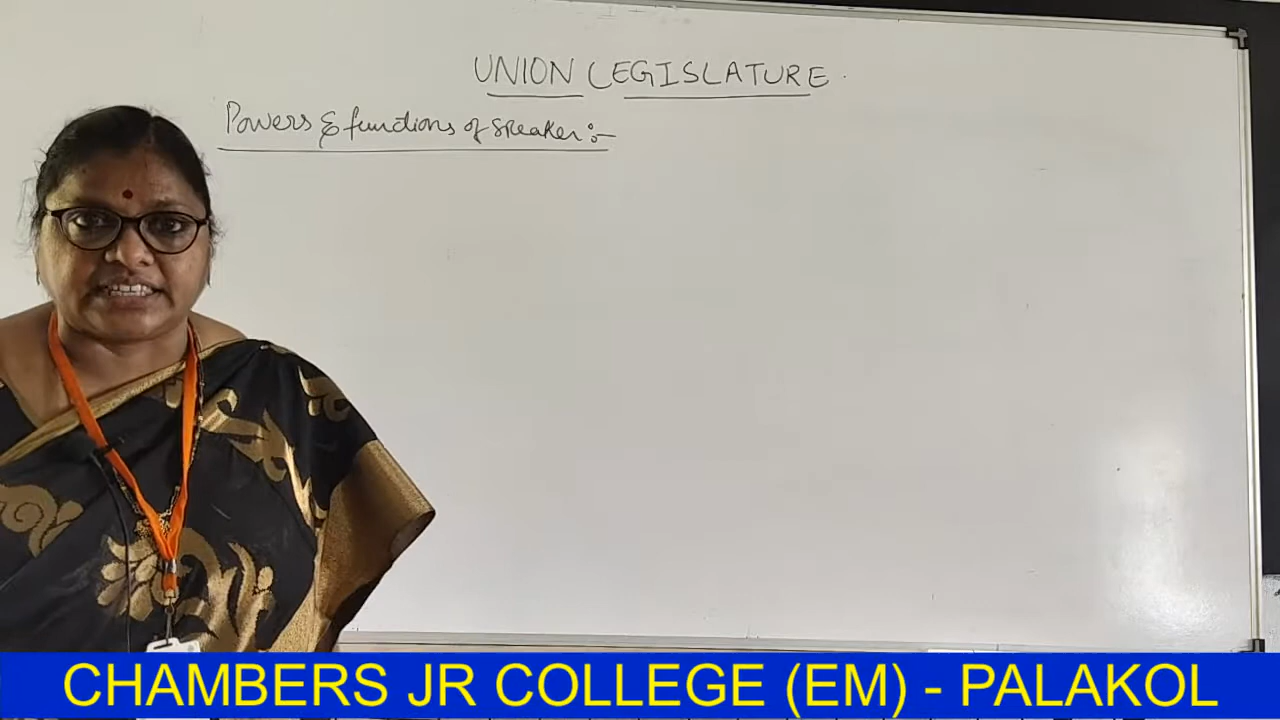 UNION LEGISLATURE.
Powers & functions of Speaker:-
CHAMBERS JR COLLEGE (EM) - PALAKOL